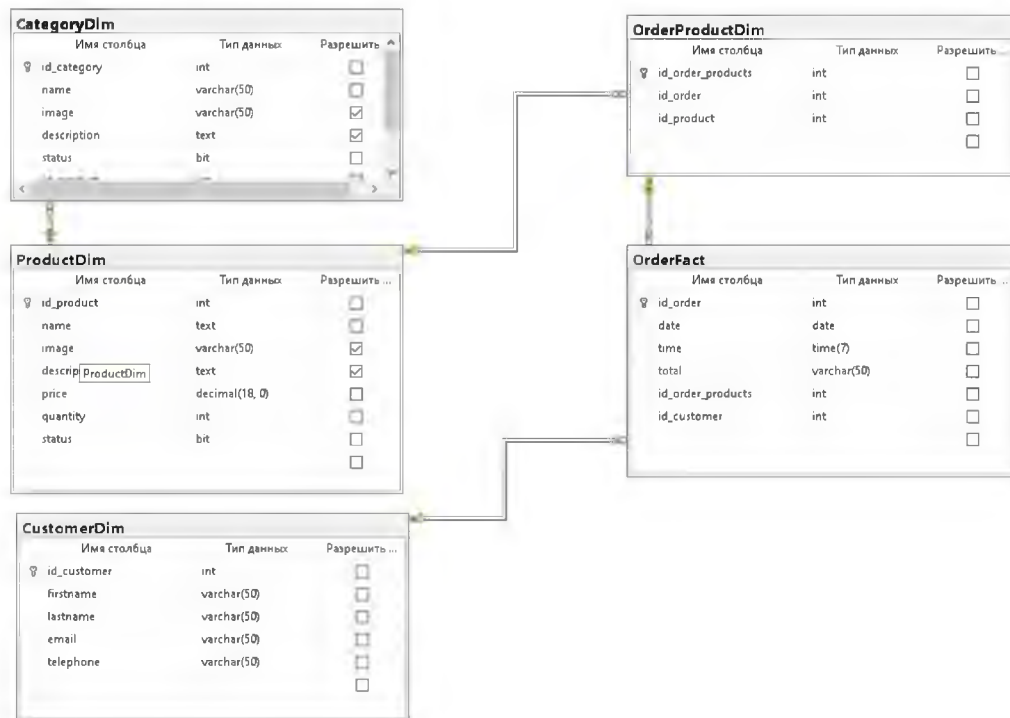 CategoryDim
Имя столбца Тип данных Разрешить
id_category int
name varchar(50)
image varchar(50)
description text
status bit
ProductDim
Имя столбца Тип данных Разрешить ...
id_product int
name text
image varchar(50)
descrip ProductDim text
price decimal(18, 0)
quantity int
status bit
CustomerDim
Имя столбца Тип данных Разрешить ...
id_customer int
firstname varchar(50)
lastname varchar(50)
email varchar(50)
telephone varchar(50)
OrderProductDim
Имя столбца Тип данных Разрешить ...
id_order_products int
id_order int
id_product int
OrderFact
Имя столбца Тип данных Разрешить ...
id_order int
date date
time time(7)
total varchar(50)
id_order_products int
id_customer int